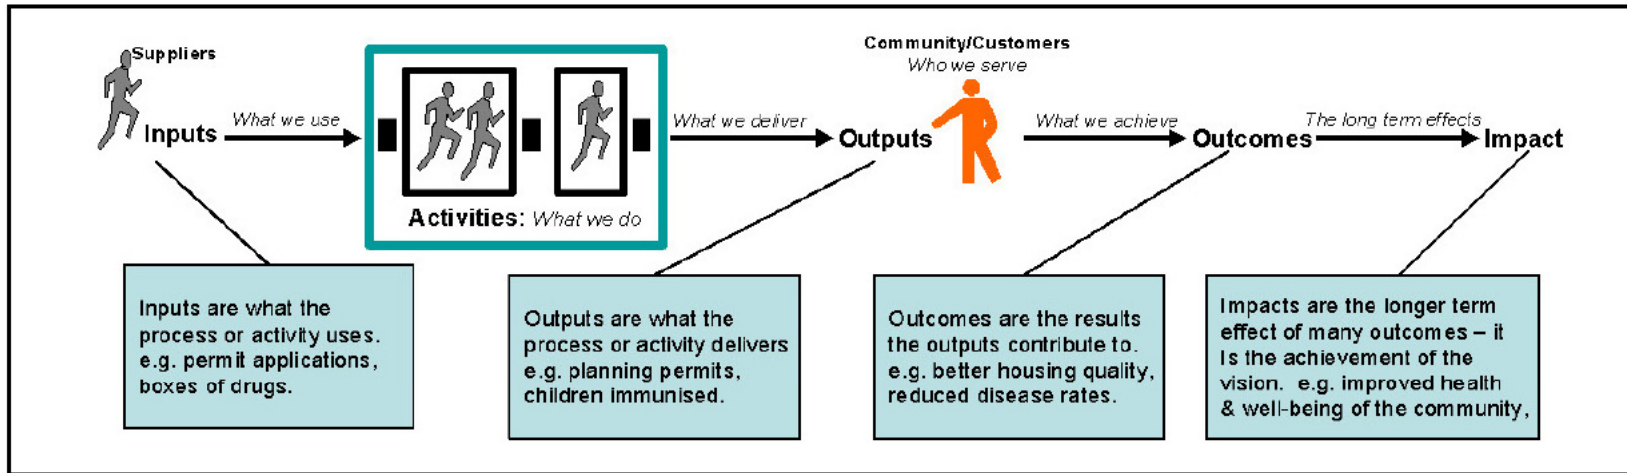 Suppliers
Inputs
What we use
Activities: What we do
What we deliver
Community/Customers
Who we serve
Outputs
What we achieve
Outcomes
The long term effects
Impact
Inputs are what the
process or activity uses.
e.g. permit applications,
boxes of drugs.
Outputs are what the
process or activity delivers
e.g. planning permits,
children immunised.
Outcomes are the results
the outputs contribute to.
e.g. better housing quality,
reduced disease rates.
Impacts are the longer term
effect of many outcomes – it
Is the achievement of the
vision. e.g. improved health
& well-being of the community,